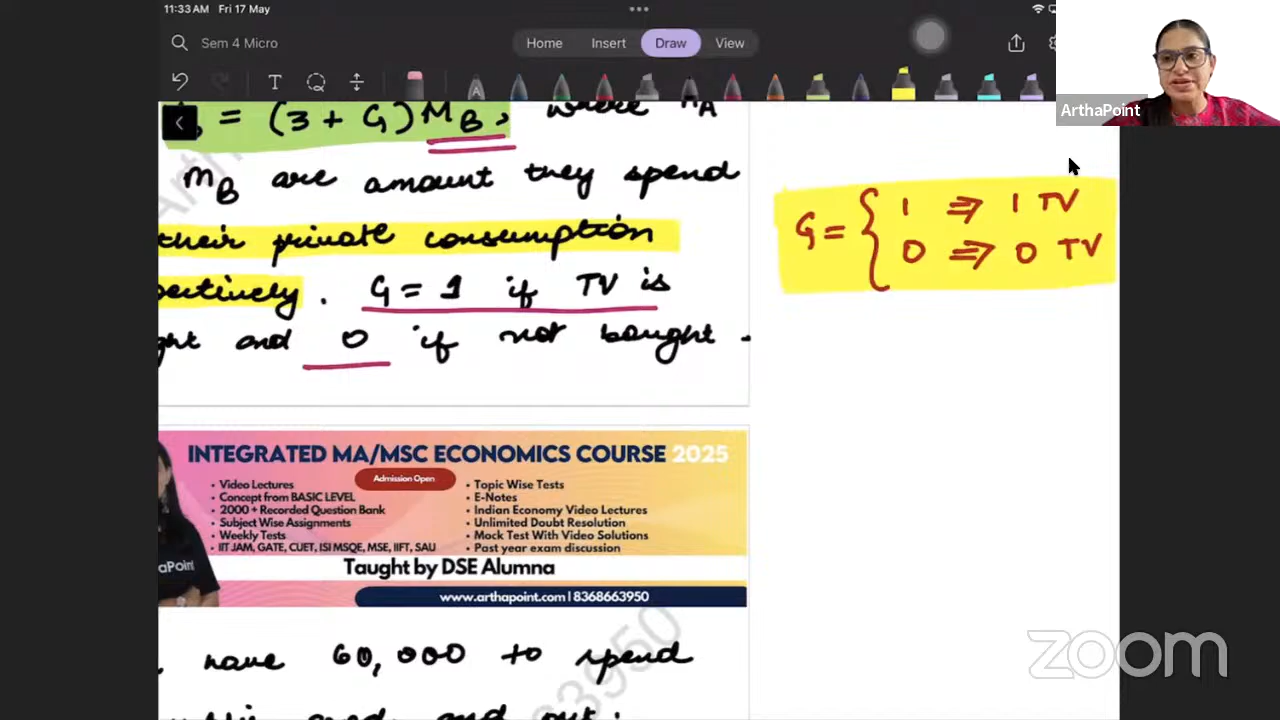 11:33 AM Fri 17 May
Sem 4 Micro
Home Insert Draw View
ArthaPoint
= (3 + G) MB, where MA
MB are amount they spend
their private consumption
G = 1 if TV is
and 0 if not bought.
G = { 1 ⇒ 1 TV
0 ⇒ 0 TV
INTEGRATED MA/MSC ECONOMICS COURSE 2025
Admission Open
• Video Lectures
• Concept from BASIC LEVEL
• 2000 + Recorded Question Bank
• Subject Wise Assignments
• Weekly Tests
• IIT JAM, GATE, CUET, ISI MSQE, MSE, IIFT, SAU
• Topic Wise Tests
• E-Notes
• Indian Economy Video Lectures
• Unlimited Doubt Resolution
• Mock Test With Video Solutions
• Past year exam discussion
aPoint
Taught by DSE Alumna
www.arthapoint.com | 8368663950
have 60,000 to spend
good and put
zoom